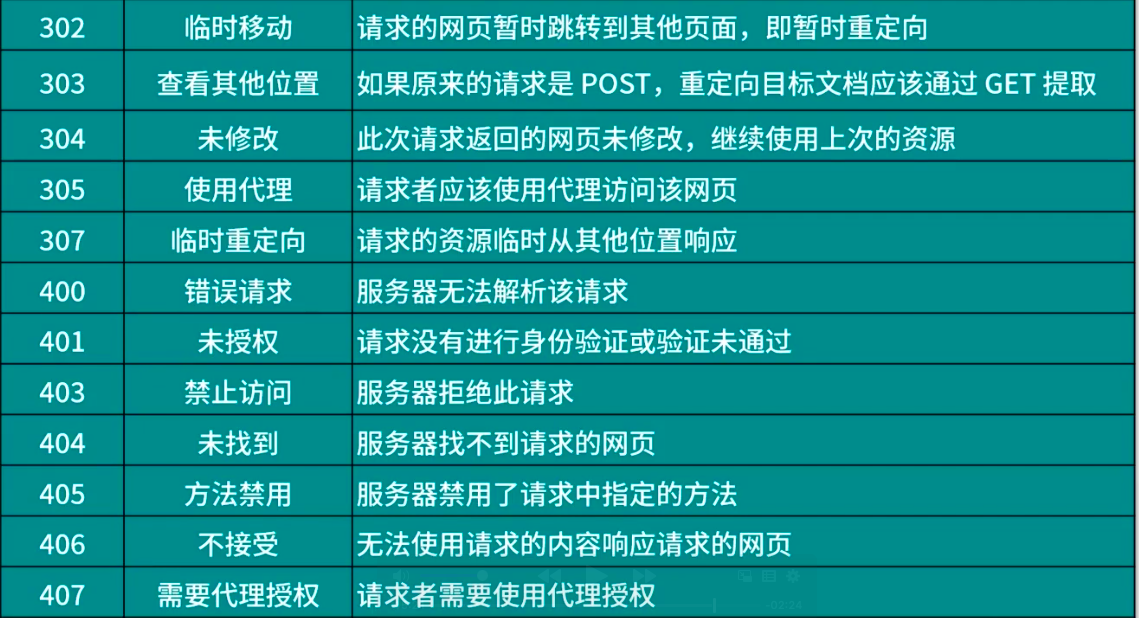 302 临时移动 请求的网页暂时跳转到其他页面，即暂时重定向
303 查看其他位置 如果原来的请求是 POST，重定向目标文档应该通过 GET 提取
304 未修改 此次请求返回的网页未修改，继续使用上次的资源
305 使用代理 请求者应该使用代理访问该网页
307 临时重定向 请求的资源临时从其他位置响应
400 错误请求 服务器无法解析该请求
401 未授权 请求没有进行身份验证或验证未通过
403 禁止访问 服务器拒绝此请求
404 未找到 服务器找不到请求的网页
405 方法禁用 服务器禁用了请求中指定的方法
406 不接受 无法使用请求的内容响应请求的网页
407 需要代理授权 请求者需要使用代理授权
-02:24